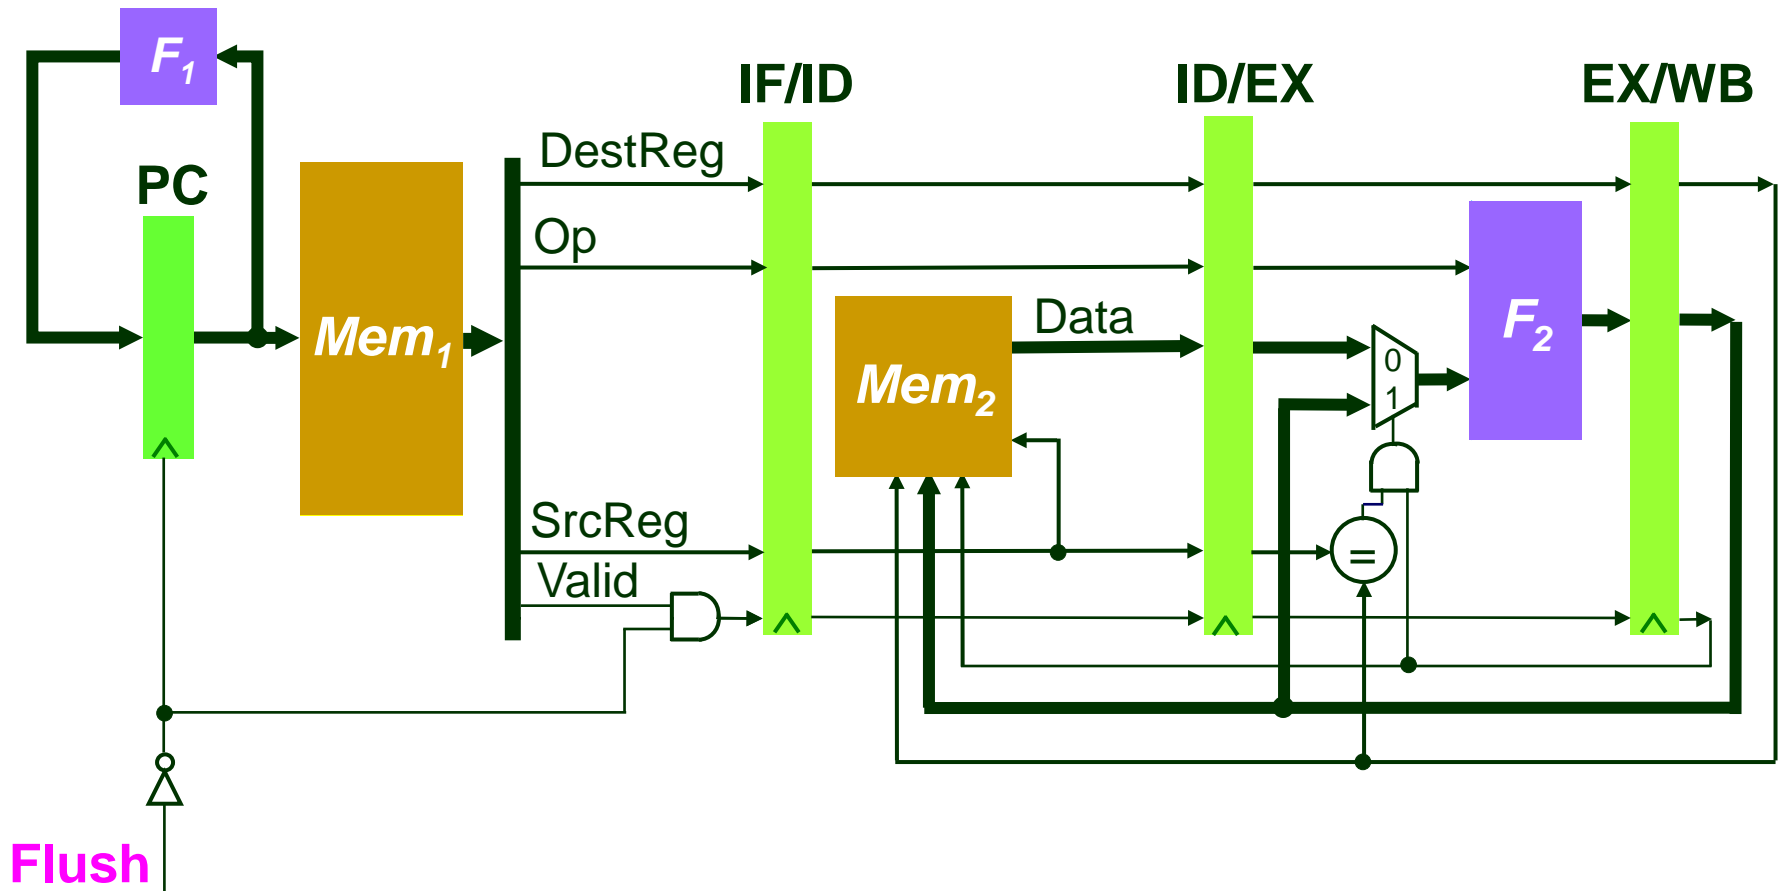 F1
IF/ID
ID/EX
EX/WB
DestReg
PC
Op
Data
Mem1
F2
0
1
Mem2
SrcReg
=
Valid
Flush